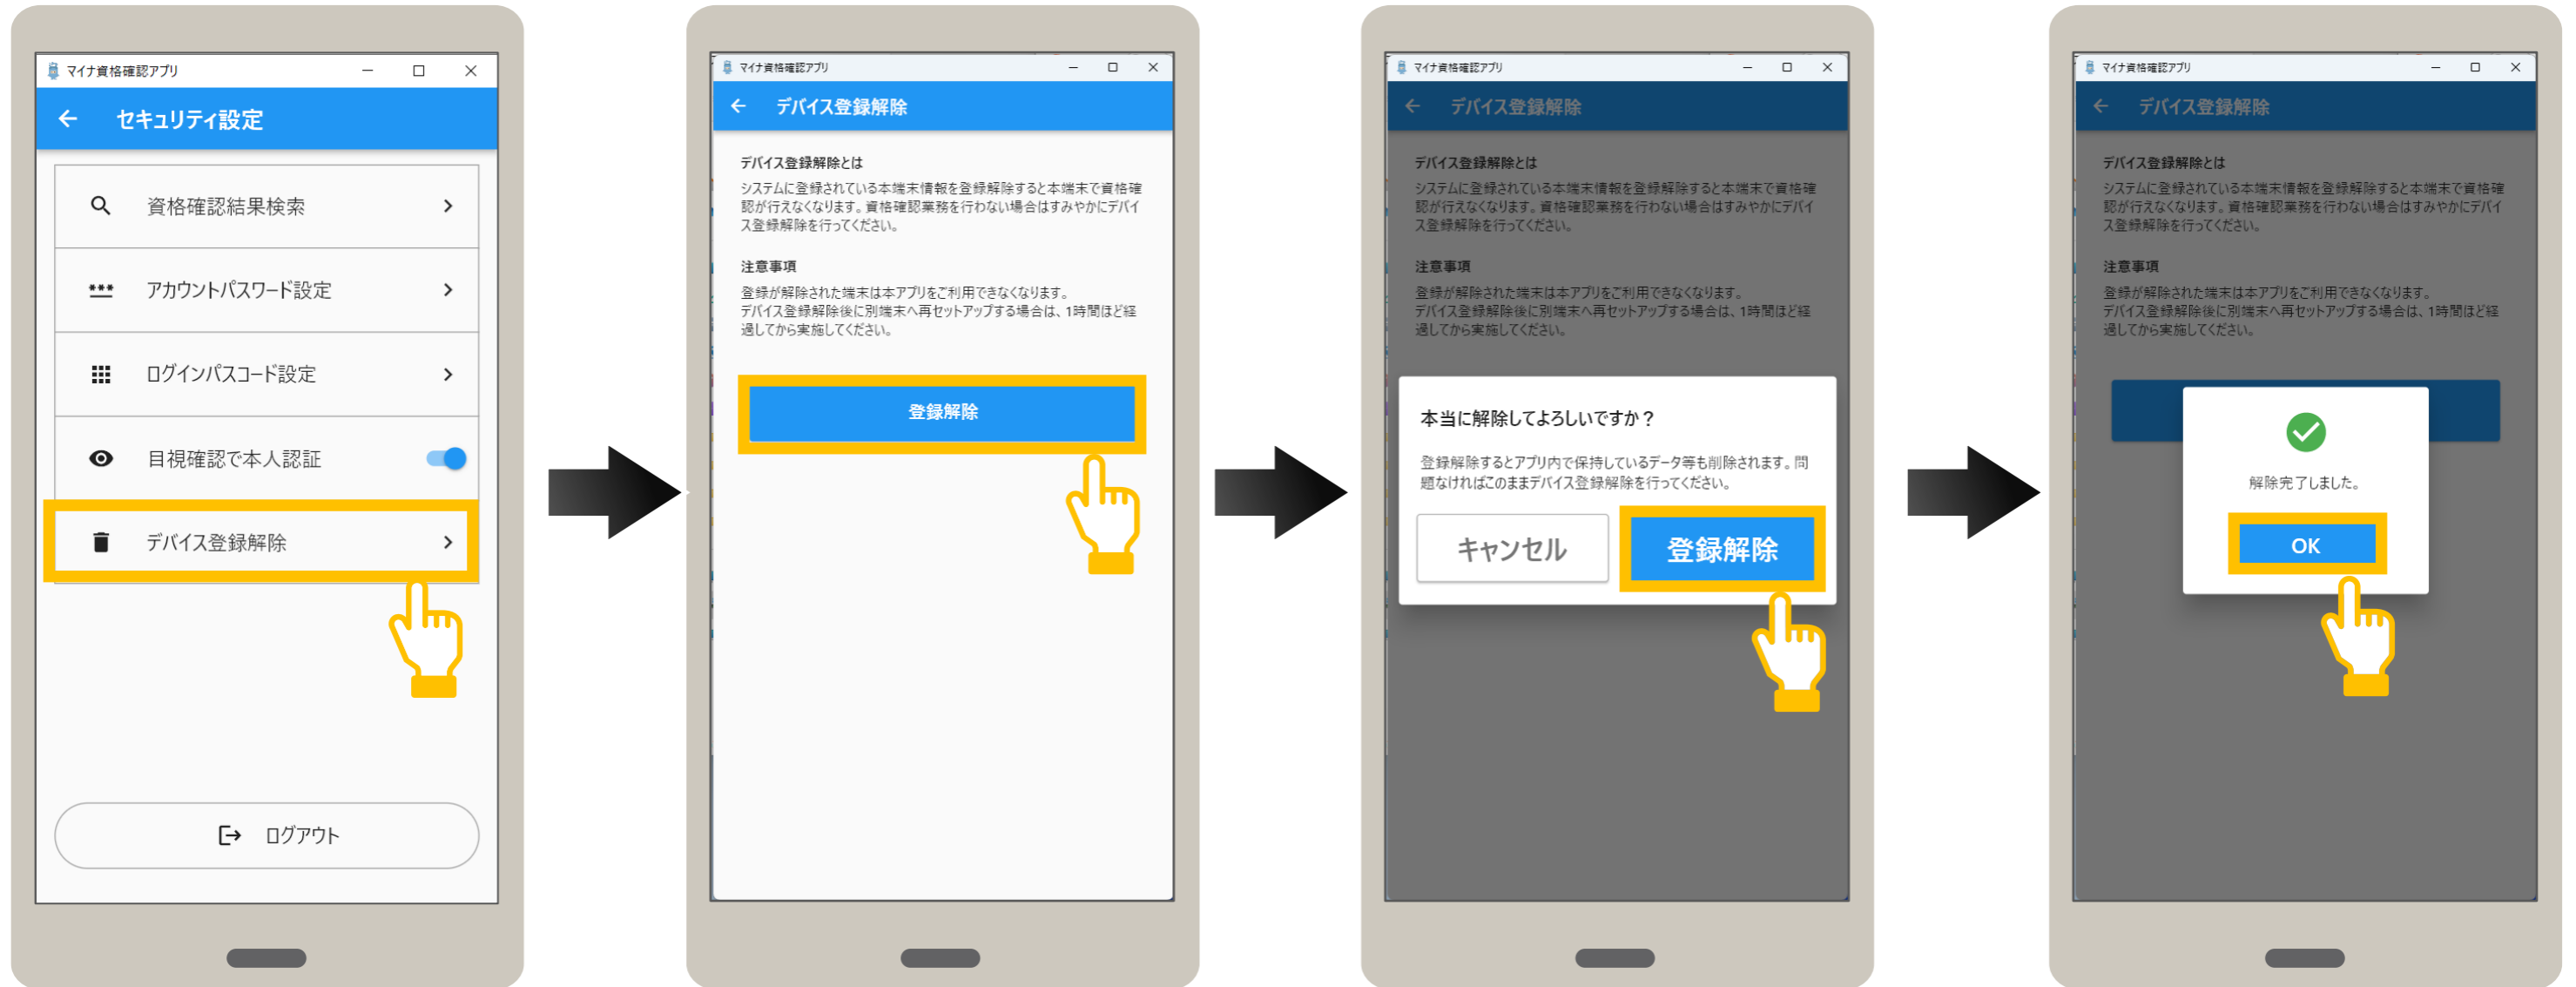 マイナ資格確認アプリ
セキュリティ設定
資格確認結果検索
アカウントパスワード設定
ログインパスコード設定
目視確認で本人認証
デバイス登録解除
ログアウト
マイナ資格確認アプリ
デバイス登録解除
デバイス登録解除とは
システムに登録されている本端末情報を登録解除すると本端末で資格確
認が行えなくなります。資格確認業務を行わない場合はすみやかにデバイ
ス登録解除を行ってください。
注意事項
登録が解除された端末は本アプリをご利用できなくなります。
デバイス登録解除後に別端末へ再セットアップする場合は、1時間ほど経
過してから実施してください。
登録解除
マイナ資格確認アプリ
デバイス登録解除
デバイス登録解除とは
システムに登録されている本端末情報を登録解除すると本端末で資格確
認が行えなくなります。資格確認業務を行わない場合はすみやかにデバイ
ス登録解除を行ってください。
注意事項
登録が解除された端末は本アプリをご利用できなくなります。
デバイス登録解除後に別端末へ再セットアップする場合は、1時間ほど経
過してから実施してください。
本当に解除してよろしいですか？
登録解除するとアプリ内で保持しているデータ等も削除されます。問
題なければこのままデバイス登録解除を行ってください。
キャンセル
登録解除
マイナ資格確認アプリ
デバイス登録解除
デバイス登録解除とは
システムに登録されている本端末情報を登録解除すると本端末で資格確
認が行えなくなります。資格確認業務を行わない場合はすみやかにデバイ
ス登録解除を行ってください。
注意事項
登録が解除された端末は本アプリをご利用できなくなります。
デバイス登録解除後に別端末へ再セットアップする場合は、1時間ほど経
過してから実施してください。
解除完了しました。
OK